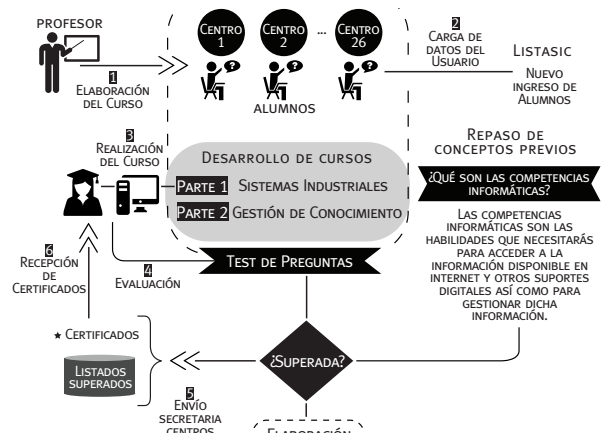 PROFESOR
1
ELABORACIÓN
DEL CURSO
CENTRO
1
CENTRO
2
...
CENTRO
26
ALUMNOS
2
CARGA DE
DATOS DEL
USUARIO
LISTASIC
NUEVO
INGRESO DE
ALUMNOS
3
REALIZACIÓN
DEL CURSO
DESARROLLO DE CURSOS
PARTE 1 SISTEMAS INDUSTRIALES
PARTE 2 GESTIÓN DE CONOCIMIENTO
REPASO DE
CONCEPTOS PREVIOS
¿QUÉ SON LAS COMPETENCIAS
INFORMÁTICAS?
LAS COMPETENCIAS
INFORMÁTICAS SON LAS
HABILIDADES QUE NECESITARÁS
PARA ACCEDER A LA
INFORMACIÓN DISPONIBLE EN
INTERNET Y OTROS SUPORTES
DIGITALES ASÍ COMO PARA
GESTIONAR DICHA
INFORMACIÓN.
4
EVALUACIÓN
TEST DE PREGUNTAS
6
RECEPCIÓN
DE
CERTIFICADOS
★ CERTIFICADOS
LISTADOS
SUPERADOS
¿SUPERADA?
5
ENVÍO
SECRETARIA
CENTROS
ELABORACIÓN